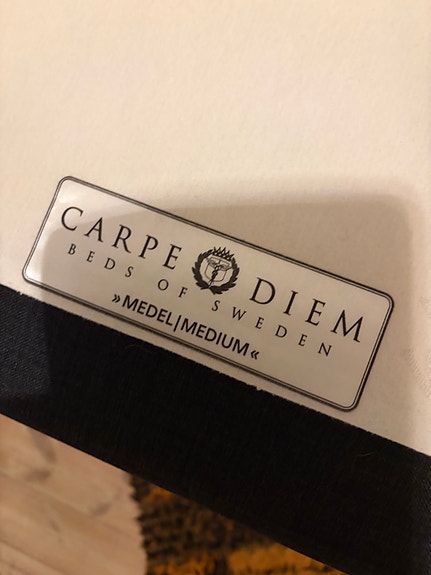 CARPE DIEM
BEDS OF SWEDEN
»MEDEL|MEDIUM«